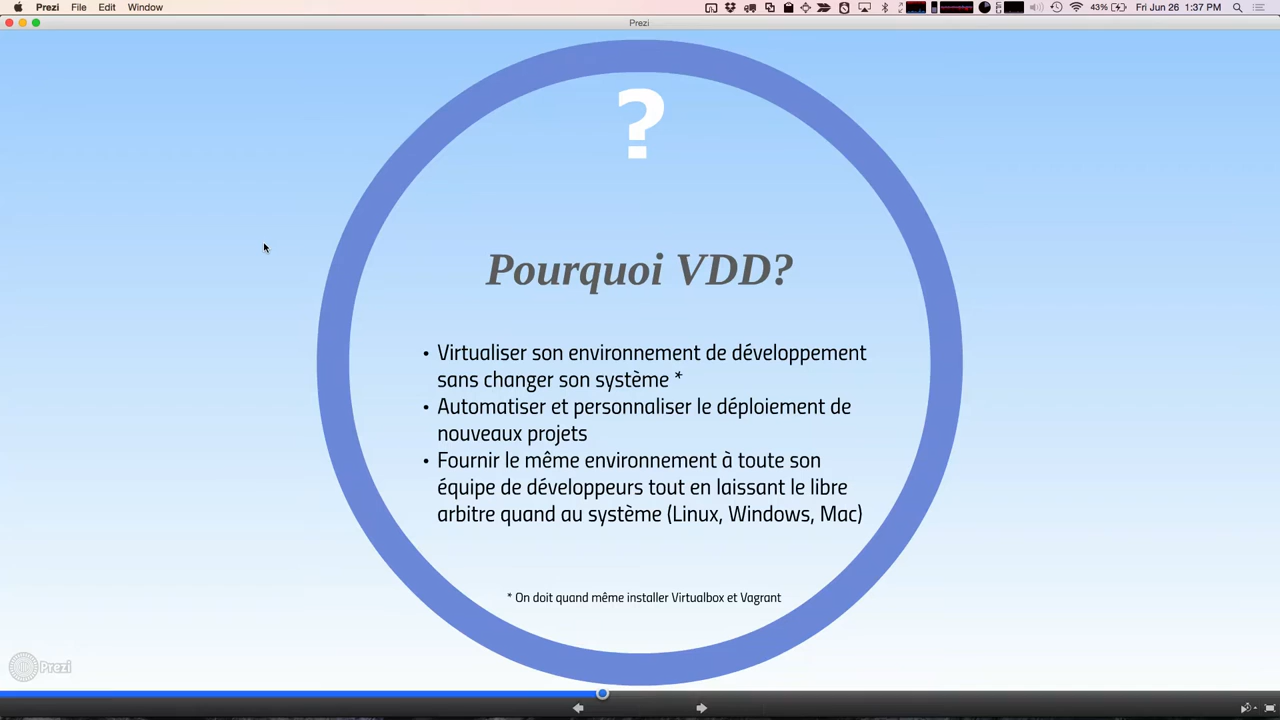 Prezi File Edit Window 43% Fri Jun 26 1:37 PM
Prezi
?
Pourquoi VDD?
• Virtualiser son environnement de développement
sans changer son système *
• Automatiser et personnaliser le déploiement de
nouveaux projets
• Fournir le même environnement à toute son
équipe de développeurs tout en laissant le libre
arbitre quand au système (Linux, Windows, Mac)
* On doit quand même installer Virtualbox et Vagrant
Prezi